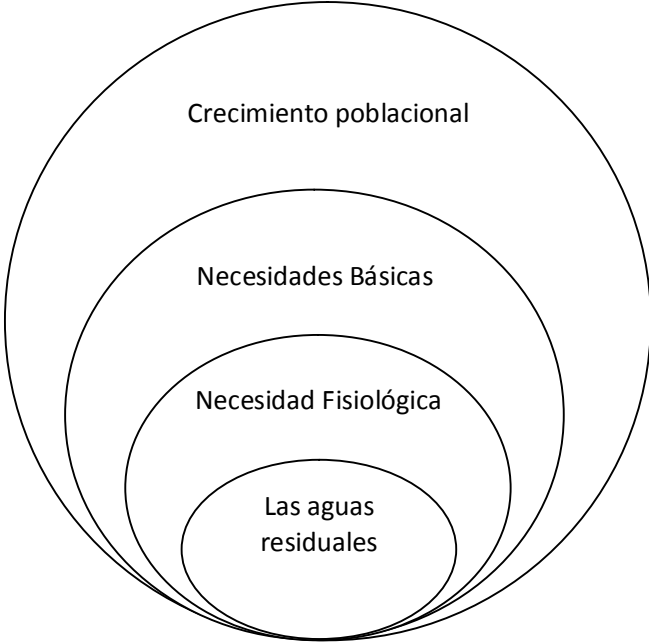 Crecimiento poblacional
Necesidades Básicas
Necesidad Fisiológica
Las aguas
residuales